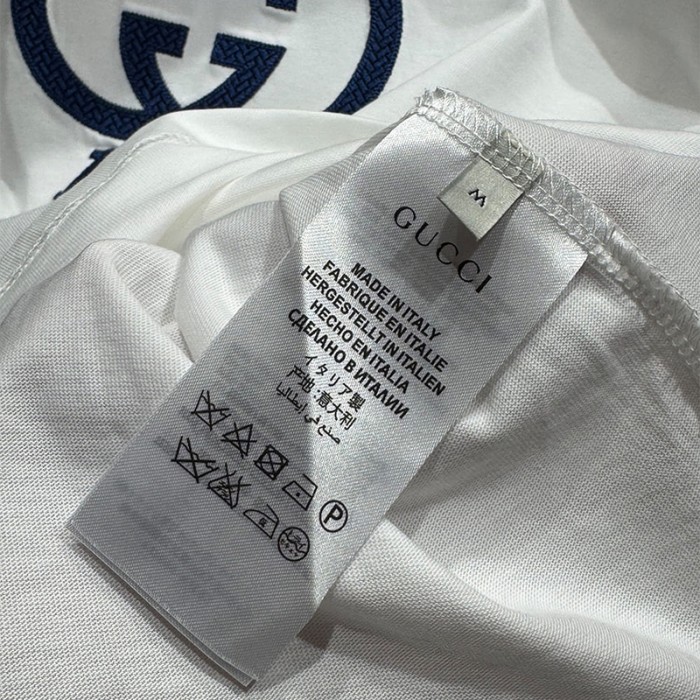 M
GUCCI
MADE IN ITALY
FABRIQUE EN ITALIE
HERGESTELLT IN ITALIEN
HECHO EN ITALIA
СДЕЛАНО В ИТАЛИИ
イタリア製
产地:意大利
صنع في إيطاليا
P